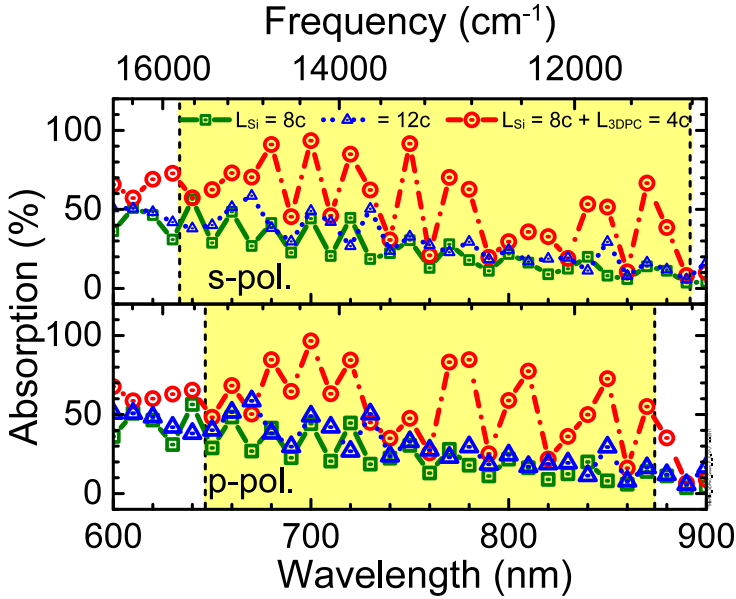 Frequency (cm-1)
16000 14000 12000
L_Si = 8c = 12c L_Si = 8c + L_3DPC = 4c
100
50
0
s-pol.
Absorption (%)
100
50
0
p-pol.
600 700 800 900
Wavelength (nm)